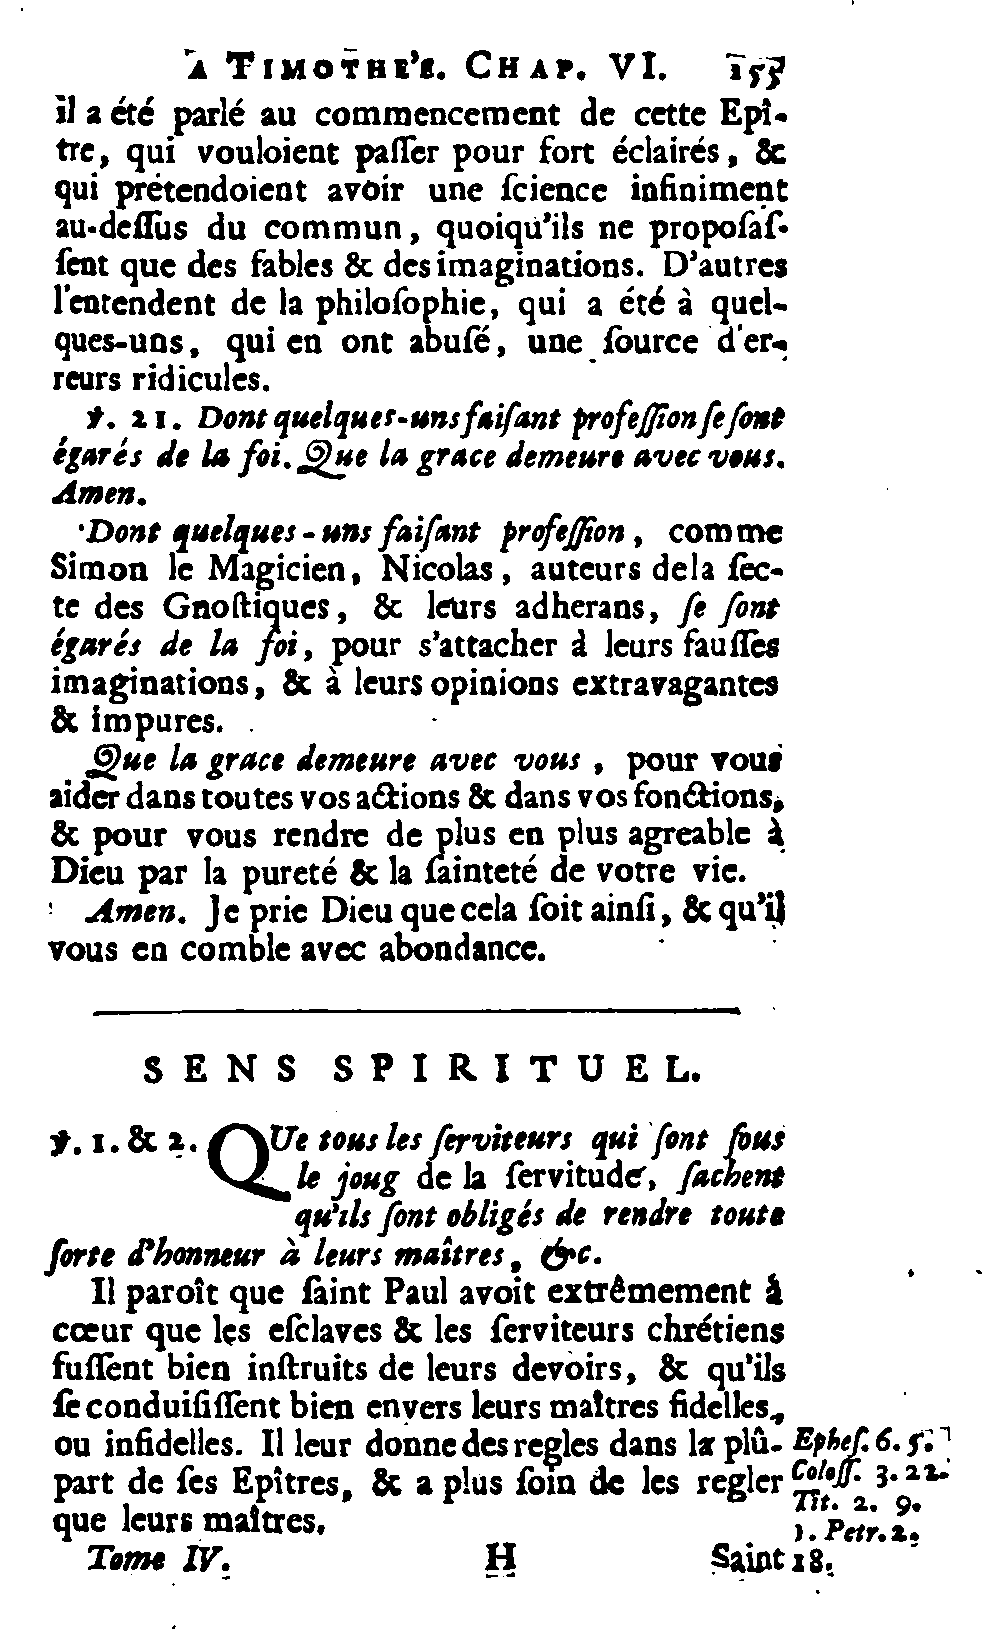 A TIMOTHE'E. CHAP. VI. 155
il a été parlé au commencement de cette Epî-
tre, qui vouloient paſſer pour fort éclairés, &
qui prétendoient avoir une ſcience infiniment
au-deſſus du commun, quoiqu'ils ne propoſaſ-
ſent que des fables & des imaginations. D'autres
l'entendent de la philoſophie, qui a été à quel-
ques-uns, qui en ont abuſé, une ſource d'er-
reurs ridicules.
℣. 21. Dont quelques-uns faiſant profeſſion ſe ſont
égarés de la foi. Que la grace demeure avec vous.
Amen.
Dont quelques-uns faiſant profeſſion, comme
Simon le Magicien, Nicolas, auteurs de la ſec-
te des Gnoſtiques, & leurs adherans, ſe ſont
égarés de la foi, pour s'attacher à leurs fauſſes
imaginations, & à leurs opinions extravagantes
& impures.
Que la grace demeure avec vous, pour vous
aider dans toutes vos actions & dans vos fonctions,
& pour vous rendre de plus en plus agreable à
Dieu par la pureté & la ſainteté de votre vie.
Amen. Je prie Dieu que cela ſoit ainſi, & qu'il
vous en comble avec abondance.
SENS SPIRITUEL.
℣. 1. & 2. QUe tous les ſerviteurs qui ſont ſous
le joug de la ſervitude, ſachent
qu'ils ſont obligés de rendre toute
ſorte d'honneur à leurs maîtres, &c.
Il paroît que ſaint Paul avoit extrêmement à
cœur que les eſclaves & les ſerviteurs chrétiens
fuſſent bien inſtruits de leurs devoirs, & qu'ils
ſe conduiſiſſent bien envers leurs maîtres fidelles,
ou infidelles. Il leur donne des regles dans la plû-
part de ſes Epîtres, & a plus ſoin de les regler
que leurs maîtres.
Epheſ. 6. 5.
Coloſſ. 3. 22.
Tit. 2. 9.
1. Petr. 2.
18.
Tome IV. H Saint